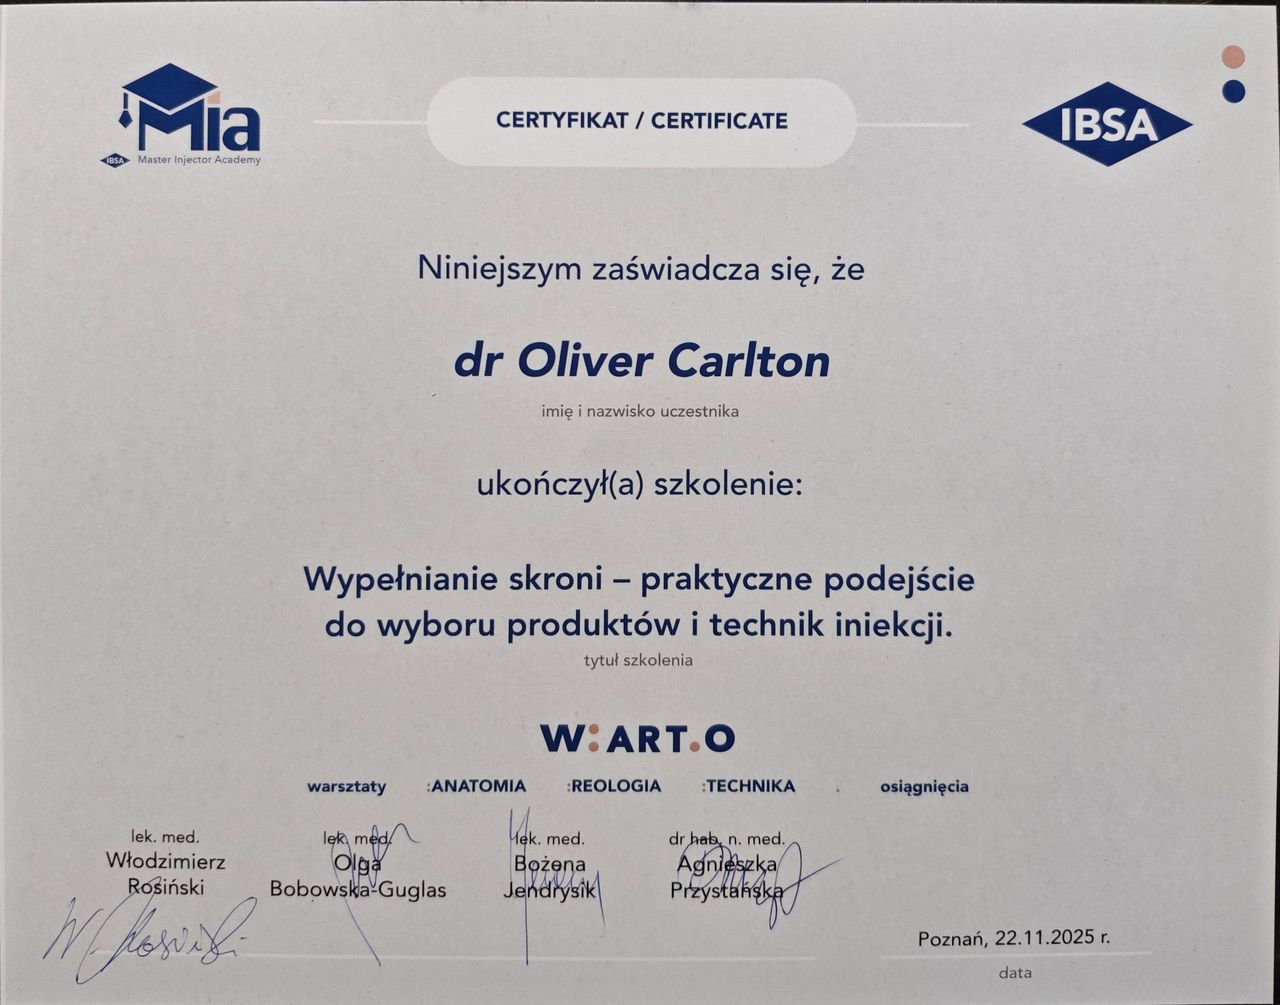 Mia
IBSA Master Injector Academy
CERTYFIKAT / CERTIFICATE
IBSA
Niniejszym zaświadcza się, że
dr Oliver Carlton
imię i nazwisko uczestnika
ukończył(a) szkolenie:
Wypełnianie skroni – praktyczne podejście
do wyboru produktów i technik iniekcji.
tytuł szkolenia
W:ART.O
warsztaty :ANATOMIA :REOLOGIA :TECHNIKA . osiągnięcia
lek. med.
Włodzimierz
Rosiński
lek. med.
Olga
Bobowska-Guglas
lek. med.
Bożena
Jendrysik
dr hab. n. med.
Agnieszka
Przystańska
Poznań, 22.11.2025 r.
data